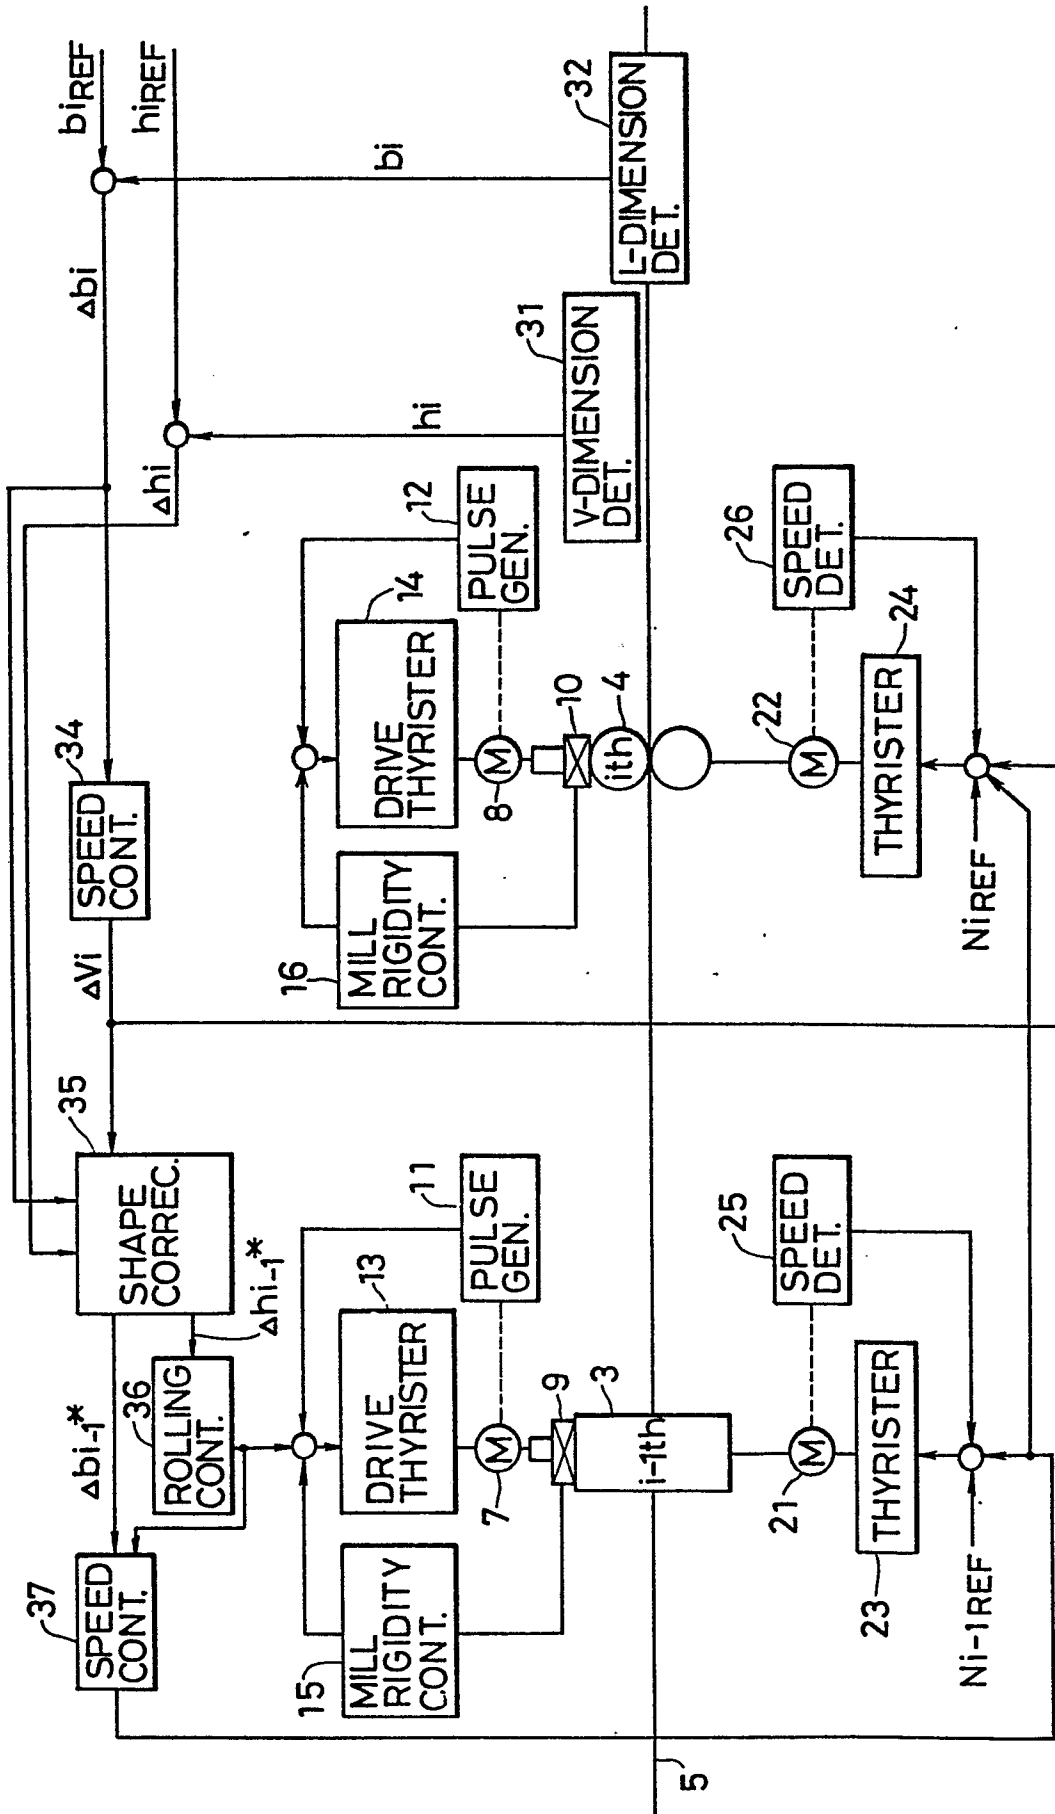 biREF
hiREF
Δbi
Δhi
bi
hi
32
L-DIMENSION
DET.
31
V-DIMENSION
DET.
34
SPEED
CONT.
ΔVi
35
SHAPE
CORREC.
Δhi-1*
Δbi-1*
36
ROLLING
CONT.
37
SPEED
CONT.
12
PULSE
GEN.
14
DRIVE
THYRISTER
16
MILL
RIGIDITY
CONT.
M
8
10
ith
4
26
SPEED
DET.
22
M
24
THYRISTER
NiREF
11
PULSE
GEN.
13
DRIVE
THYRISTER
15
MILL
RIGIDITY
CONT.
M
7
9
i-1th
3
25
SPEED
DET.
21
M
23
THYRISTER
Ni-1REF
5